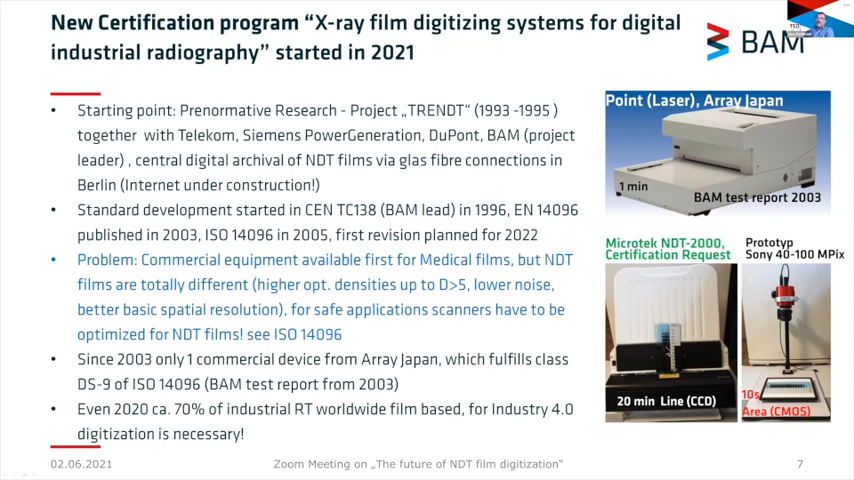 New Certification program “X-ray film digitizing systems for digital
industrial radiography” started in 2021
BAM
• Starting point: Prenormative Research - Project „TRENDT“ (1993 -1995 )
together with Telekom, Siemens PowerGeneration, DuPont, BAM (project
leader) , central digital archival of NDT films via glas fibre connections in
Berlin (Internet under construction!)
• Standard development started in CEN TC138 (BAM lead) in 1996, EN 14096
published in 2003, ISO 14096 in 2005, first revision planned for 2022
• Problem: Commercial equipment available first for Medical films, but NDT
films are totally different (higher opt. densities up to D>5, lower noise,
better basic spatial resolution), for safe applications scanners have to be
optimized for NDT films! see ISO 14096
• Since 2003 only 1 commercial device from Array Japan, which fulfills class
DS-9 of ISO 14096 (BAM test report from 2003)
• Even 2020 ca. 70% of industrial RT worldwide film based, for Industry 4.0
digitization is necessary!
Point (Laser), Array Japan
1 min
BAM test report 2003
Microtek NDT-2000,
Certification Request
Prototyp
Sony 40-100 MPix
20 min Line (CCD)
10s
Area (CMOS)
02.06.2021
Zoom Meeting on „The future of NDT film digitization“
7